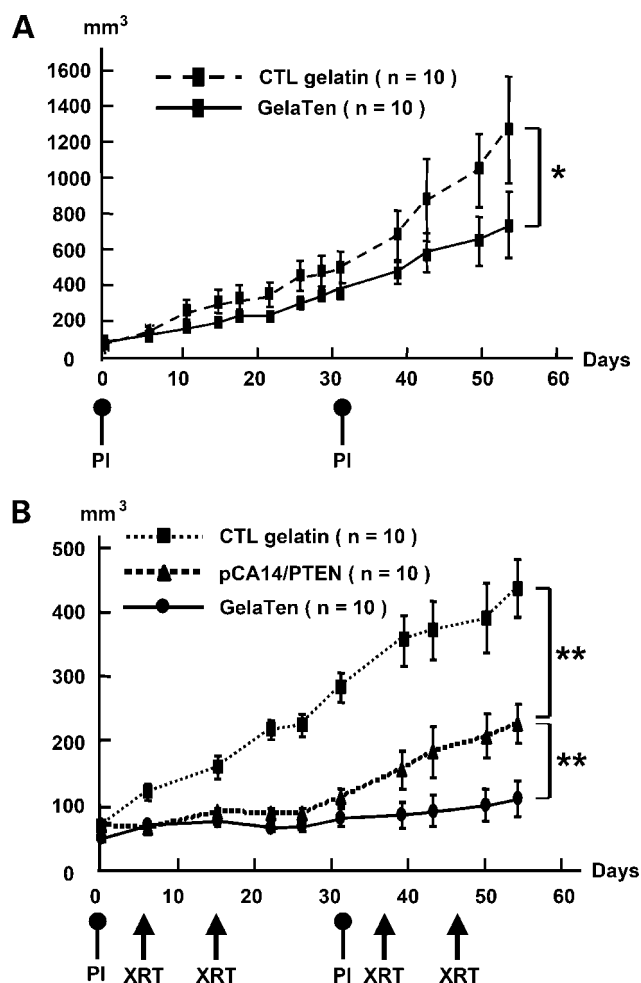 A
mm3
1600
1400
1200
1000
800
600
400
200
0
CTL gelatin ( n = 10 )
GelaTen ( n = 10 )
*
0 10 20 30 40 50 60 Days
PI PI
B
mm3
500
400
300
200
100
0
CTL gelatin ( n = 10 )
pCA14/PTEN ( n = 10 )
GelaTen ( n = 10 )
**
**
0 10 20 30 40 50 60 Days
PI XRT XRT PI XRT XRT